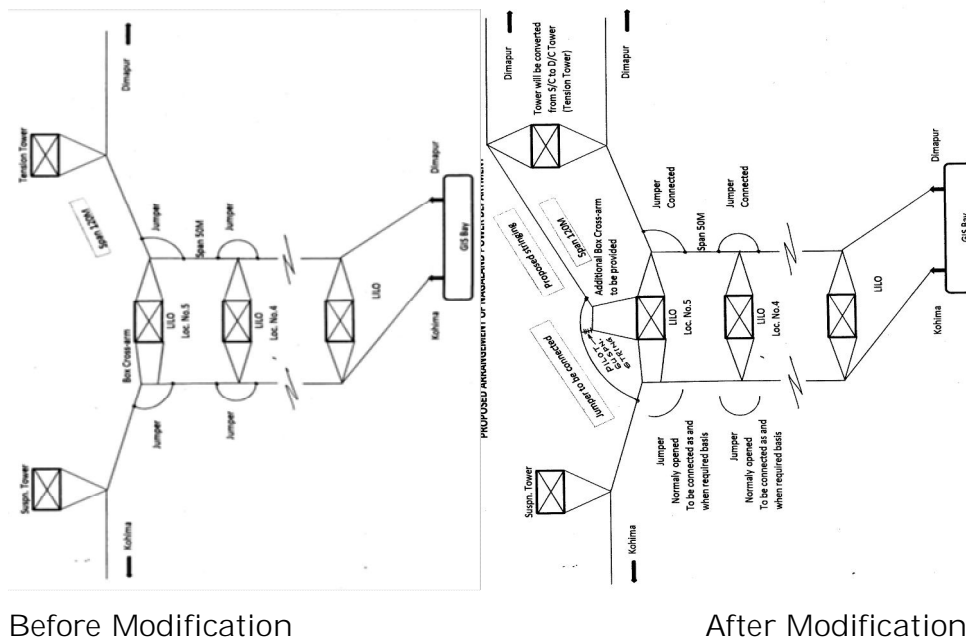 Dimapur
Tension Tower
Span 120M
Jumper
Span 50M
Jumper
Dimapur
GIS Bay
Box Cross-arm
LILO
Loc. No.5
LILO
Loc. No.4
LILO
Jumper
Jumper
Kohima
Suspn. Tower
Kohima
PROPOSED ARRANGEMENT OF NAGALAND POWER DEPARTMENT
Dimapur
Tower will be converted
from S/C to D/C Tower
(Tension Tower)
Dimapur
Proposed stringing
Span 120M
Additional Box Cross-arm
to be provided
Jumper
Connected
Span 50M
Jumper
Connected
Dimapur
GIS Bay
Jumper to be connected
PILOT
SUSPN.
STRING
LILO
Loc. No.5
LILO
Loc. No.4
LILO
Kohima
Suspn. Tower
Jumper
Normaly opened
To be connected as and
when required basis
Jumper
Normaly opened
To be connected as and
when required basis
Kohima
Before Modification
After Modification